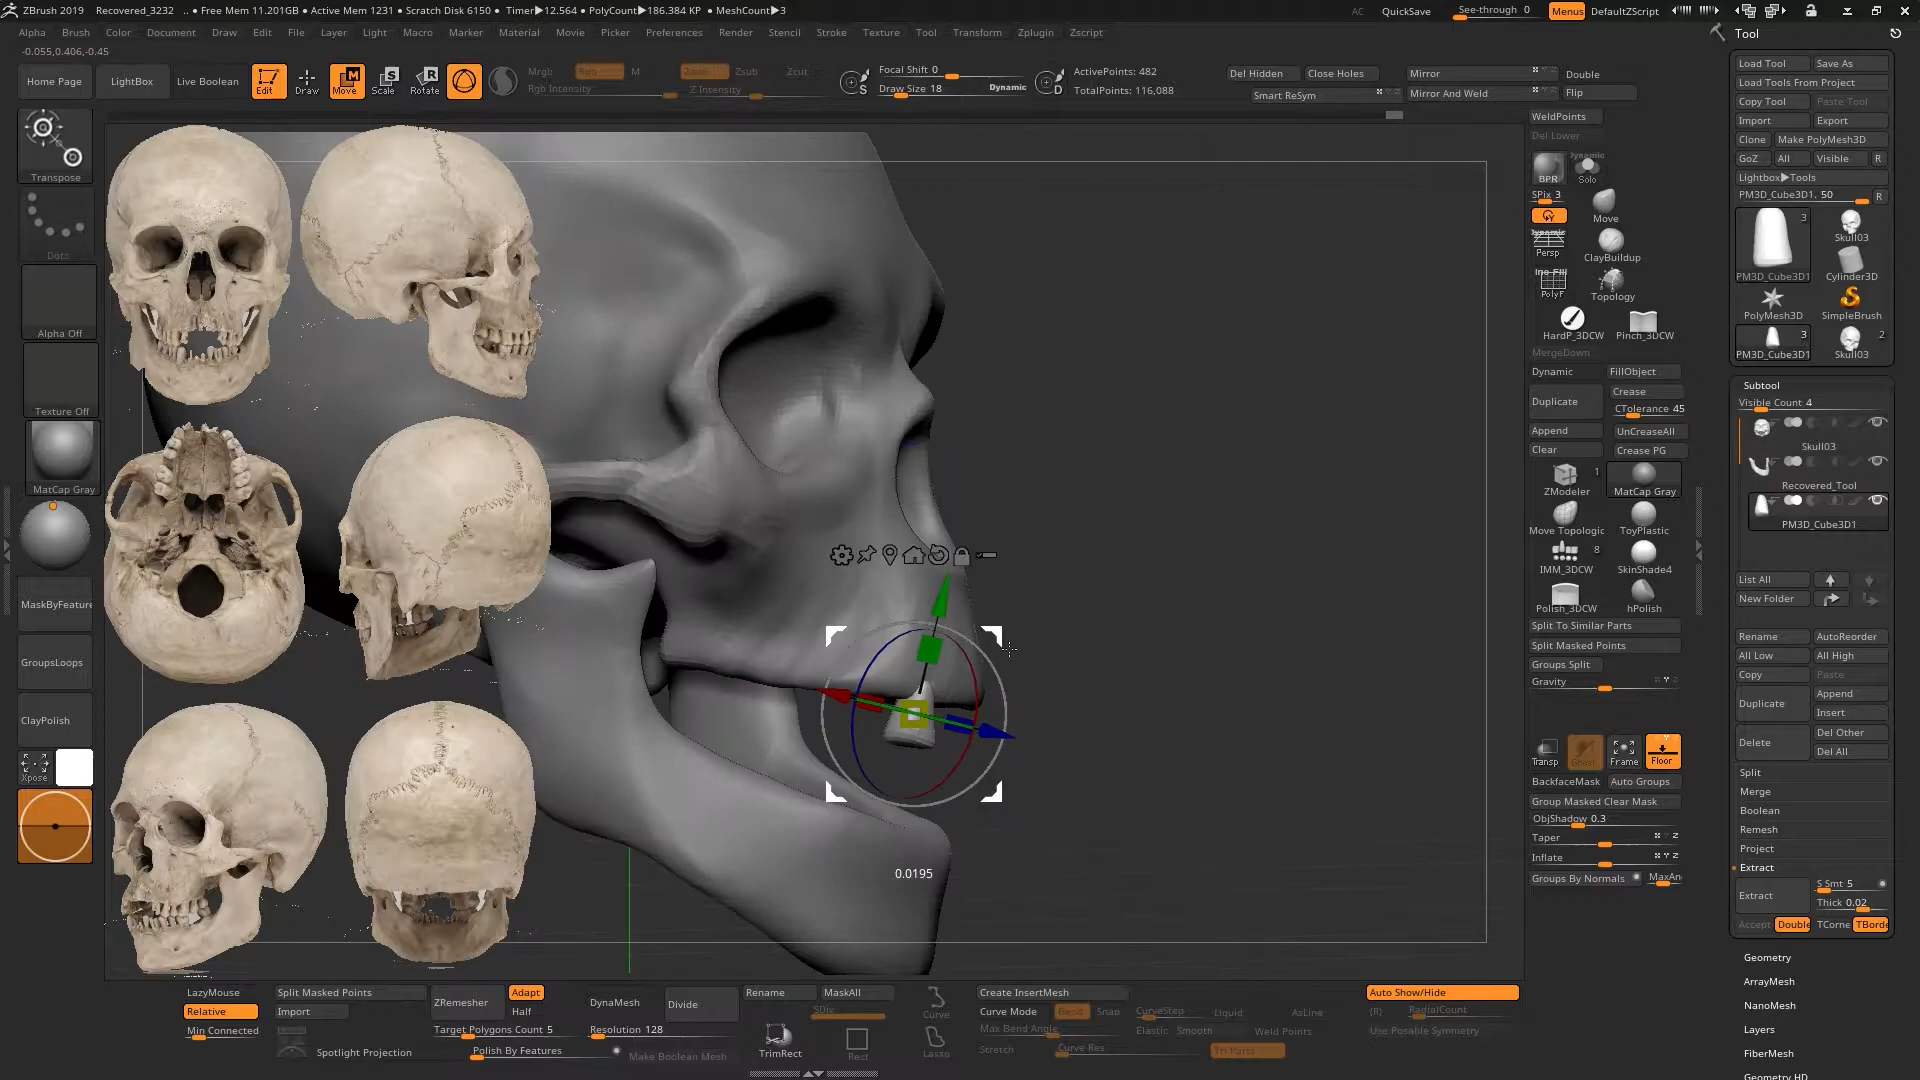 ZBrush 2019 Recovered_3232 .. ● Free Mem 11.201GB ● Active Mem 1231 ● Scratch Disk 6150 ● Timer▶12.564 ● PolyCount▶186.384 KP ● MeshCount▶3 AC QuickSave See-through 0 Menus DefaultZScript
Alpha Brush Color Document Draw Edit File Layer Light Macro Marker Material Movie Picker Preferences Render Stencil Stroke Texture Tool Transform Zplugin Zscript
-0.055,0.406,-0.45
Home Page LightBox Live Boolean Edit Draw Move Scale Rotate
Mrgb Rgb M Zadd Zsub Zcut
Rgb Intensity Z Intensity
Focal Shift 0
Draw Size 18 Dynamic
S D
ActivePoints: 482
TotalPoints: 116,088
Del Hidden Close Holes Mirror Double
Smart ReSym Mirror And Weld Flip
Transpose
Dots
Alpha Off
Texture Off
MatCap Gray
MaskByFeature
GroupsLoops
ClayPolish
Xpose
0.0195
WeldPoints
Del Lower
BPR Dynamic Solo
SPix 3
Move
Dynamic Persp ClayBuildup
Line Fill PolyF Topology
HardP_3DCW Pinch_3DCW
MergeDown
Dynamic FillObject
Duplicate Crease
CTolerance 45
Append UnCreaseAll
Clear Crease PG
ZModeler 1 MatCap Gray
Move Topologic ToyPlastic
IMM_3DCW 8 SkinShade4
Polish_3DCW hPolish
Split To Similar Parts
Split Masked Points
Groups Split
Gravity
Transp Ghost Frame Floor
BackfaceMask Auto Groups
Group Masked Clear Mask
ObjShadow 0.3
Taper
Inflate
Groups By Normals MaxAn
Tool
Load Tool Save As
Load Tools From Project
Copy Tool Paste Tool
Import Export
Clone Make PolyMesh3D
GoZ All Visible R
Lightbox▶Tools
PM3D_Cube3D1. 50 R
3 Skull03
PM3D_Cube3D1 Cylinder3D
PolyMesh3D SimpleBrush
3 2
PM3D_Cube3D1 Skull03
Subtool
Visible Count 4
Skull03
Recovered_Tool
PM3D_Cube3D1
List All
New Folder
Rename AutoReorder
All Low All High
Copy Paste
Duplicate Append
Insert
Delete Del Other
Del All
Split
Merge
Boolean
Remesh
Project
Extract
Extract S Smt 5
Thick 0.02
Accept Double TCorne TBorde
Geometry
ArrayMesh
NanoMesh
Layers
FiberMesh
Geometry HD
LazyMouse Split Masked Points ZRemesher Adapt DynaMesh Divide Rename MaskAll Curve Create InsertMesh Auto Show/Hide
Relative Import Half SDiv Curve Mode Bend Snap CurveStep Liquid AsLine (R) RadialCount
Min Connected Target Polygons Count 5 Resolution 128 Max Bend Angle Elastic Smooth Weld Points Use Posable Symmetry
Spotlight Projection Polish By Features Make Boolean Mesh TrimRect Rect Lasso Stretch Curve Res Tri Parts